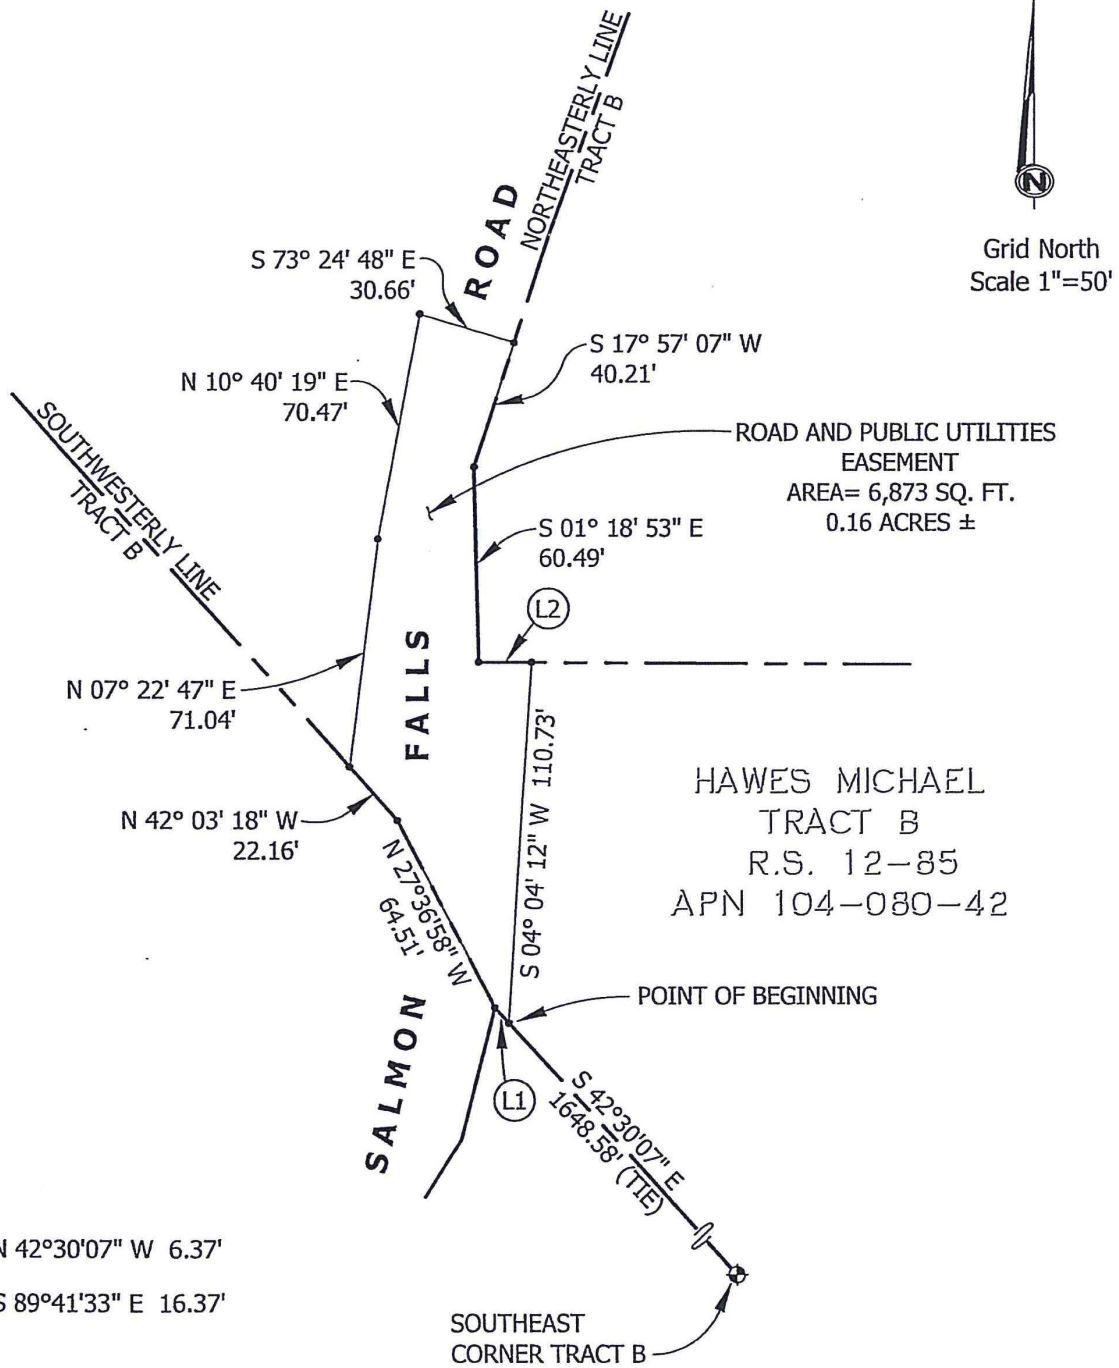 NORTHEASTERLY LINE
TRACT B
ROAD
Grid North
Scale 1"=50'
N
S 73° 24' 48" E
30.66'
S 17° 57' 07" W
40.21'
N 10° 40' 19" E
70.47'
ROAD AND PUBLIC UTILITIES
EASEMENT
AREA= 6,873 SQ. FT.
0.16 ACRES ±
SOUTHWESTERLY LINE
TRACT B
S 01° 18' 53" E
60.49'
L2
FALLS
N 07° 22' 47" E
71.04'
S 04° 04' 12" W 110.73'
HAWES MICHAEL
TRACT B
R.S. 12-85
APN 104-080-42
N 42° 03' 18" W
22.16'
N 27°36'58" W
64.51'
POINT OF BEGINNING
SALMON
L1
S 42°30'07" E
1648.58' (TIE)
N 42°30'07" W 6.37'
S 89°41'33" E 16.37'
SOUTHEAST
CORNER TRACT B